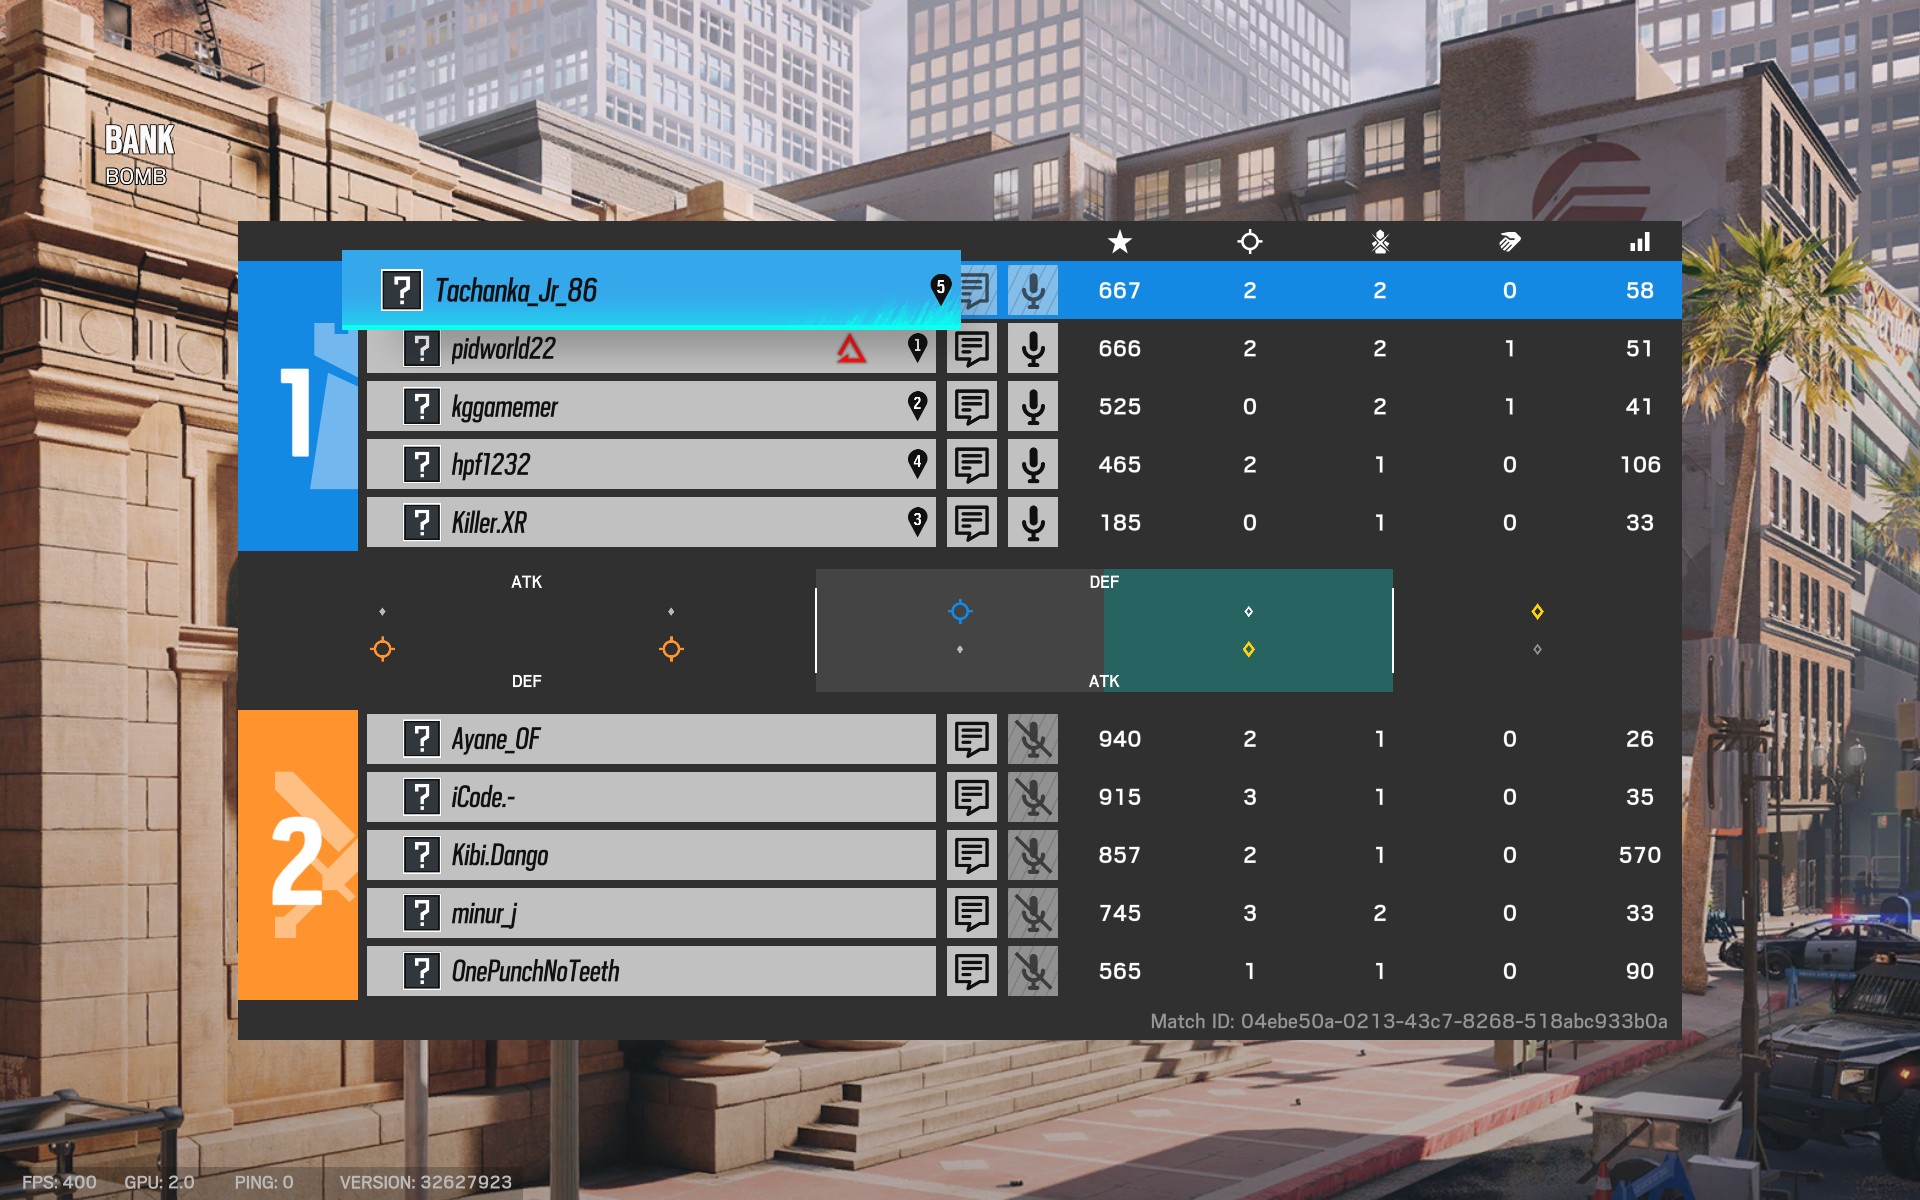 BANK
BOMB
1
? Tachanka_Jr_86 5 667 2 2 0 58
? pidworld22 1 666 2 2 1 51
? kggamemer 2 525 0 2 1 41
? hpf1232 4 465 2 1 0 106
? Killer.XR 3 185 0 1 0 33
ATK DEF
DEF ATK
2
? Ayane_OF 940 2 1 0 26
? iCode.- 915 3 1 0 35
? Kibi.Dango 857 2 1 0 570
? minur_j 745 3 2 0 33
? OnePunchNoTeeth 565 1 1 0 90
Match ID: 04ebe50a-0213-43c7-8268-518abc933b0a
FPS: 400 GPU: 2.0 PING: 0 VERSION: 32627923